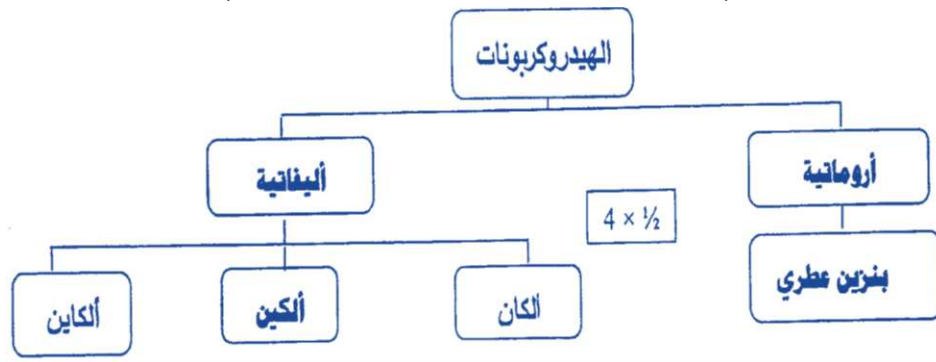 الهيدروكربونات
أروماتية
أليفاتية
4 × ½
بنزين عطري
ألكان
ألكين
ألكاين